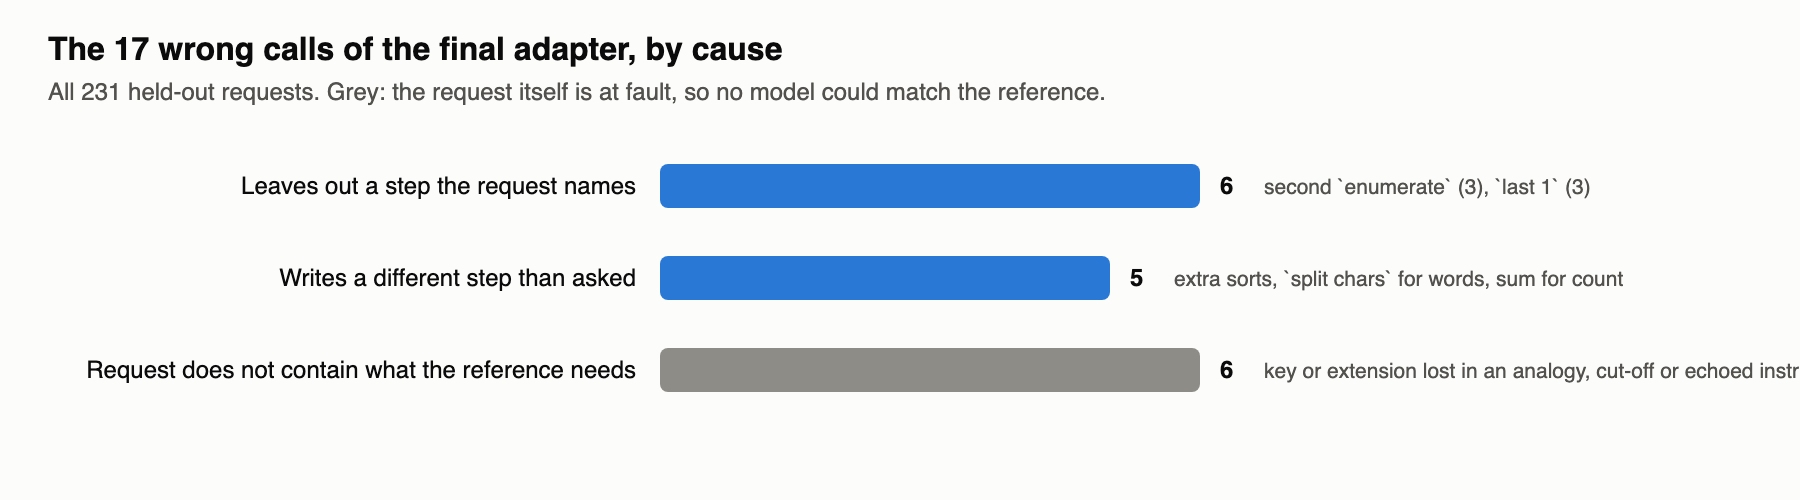 The 17 wrong calls of the final adapter, by cause
All 231 held-out requests. Grey: the request itself is at fault, so no model could match the reference.
Leaves out a step the request names 6 second `enumerate` (3), `last 1` (3)
Writes a different step than asked 5 extra sorts, `split chars` for words, sum for count
Request does not contain what the reference needs 6 key or extension lost in an analogy, cut-off or echoed instr